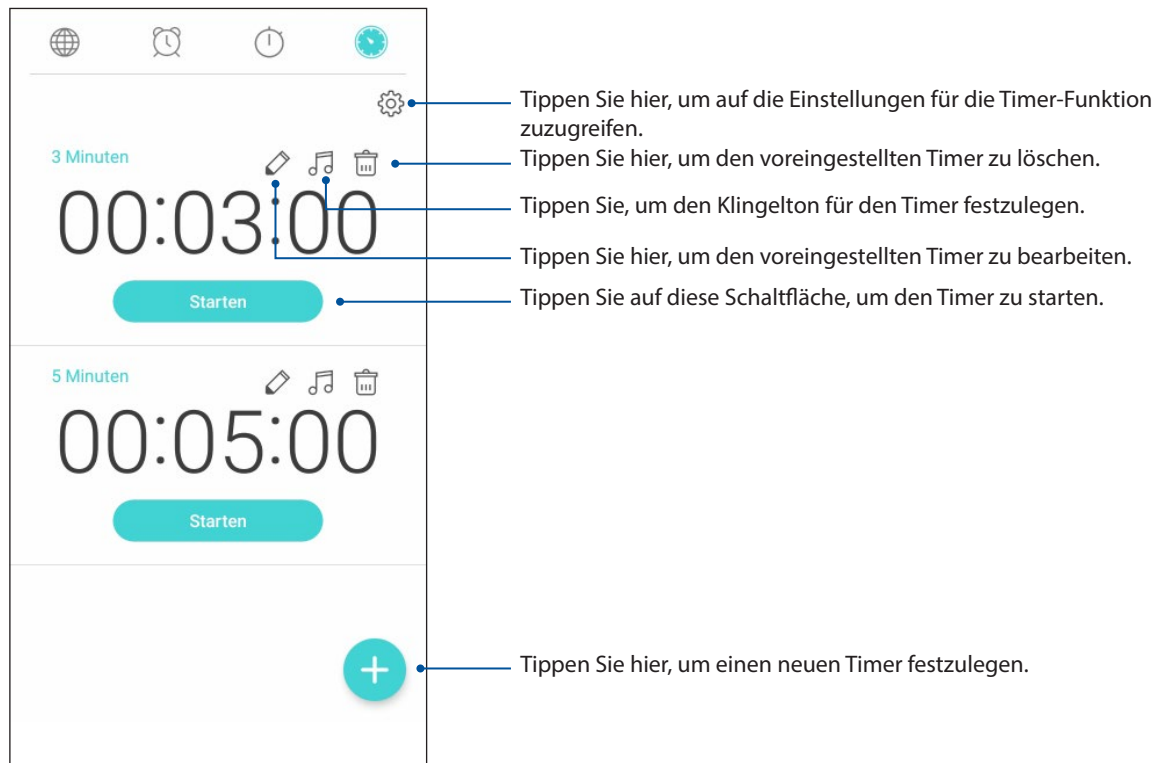 Tippen Sie hier, um auf die Einstellungen für die Timer-Funktion
zuzugreifen.
3 Minuten
Tippen Sie hier, um den voreingestellten Timer zu löschen.
00:03:00
Tippen Sie, um den Klingelton für den Timer festzulegen.
Tippen Sie hier, um den voreingestellten Timer zu bearbeiten.
Starten
Tippen Sie auf diese Schaltfläche, um den Timer zu starten.
5 Minuten
00:05:00
Starten
Tippen Sie hier, um einen neuen Timer festzulegen.